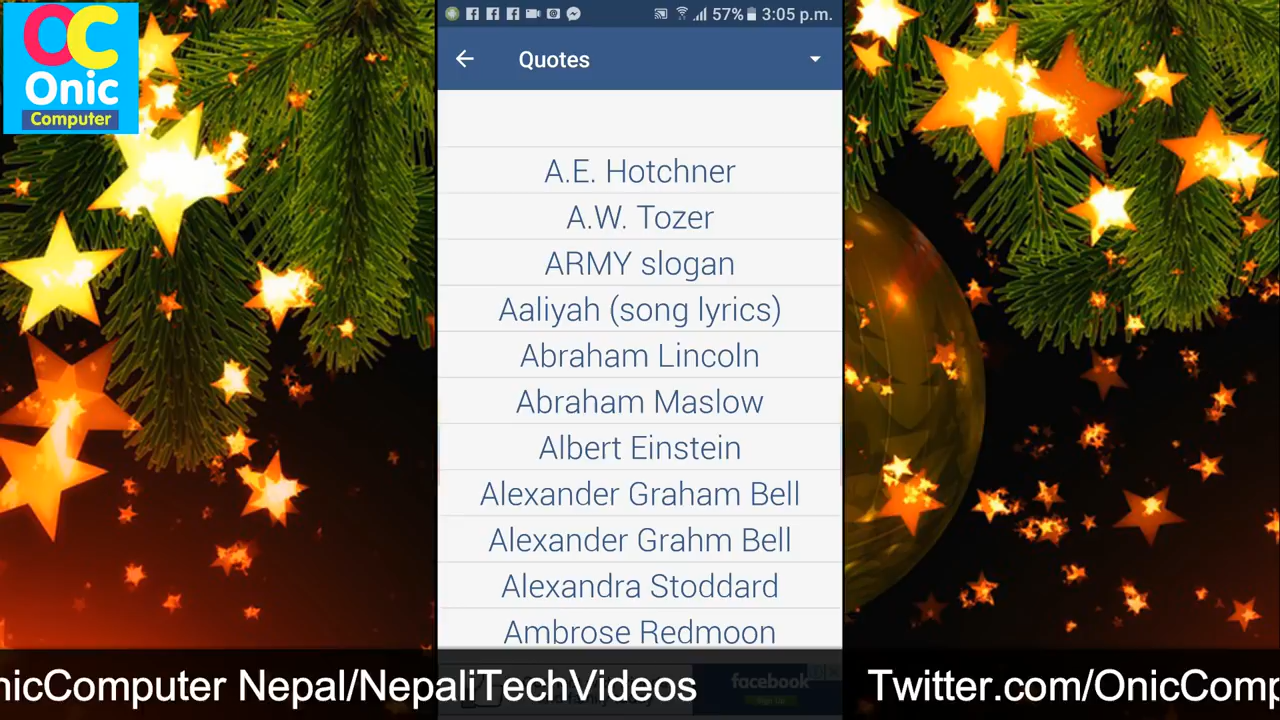 OC
Onic
Computer
57% 3:05 p.m.
Quotes
A.E. Hotchner
A.W. Tozer
ARMY slogan
Aaliyah (song lyrics)
Abraham Lincoln
Abraham Maslow
Albert Einstein
Alexander Graham Bell
Alexander Grahm Bell
Alexandra Stoddard
Ambrose Redmoon
facebook
nicComputer Nepal/NepaliTechVideos
Twitter.com/OnicComp